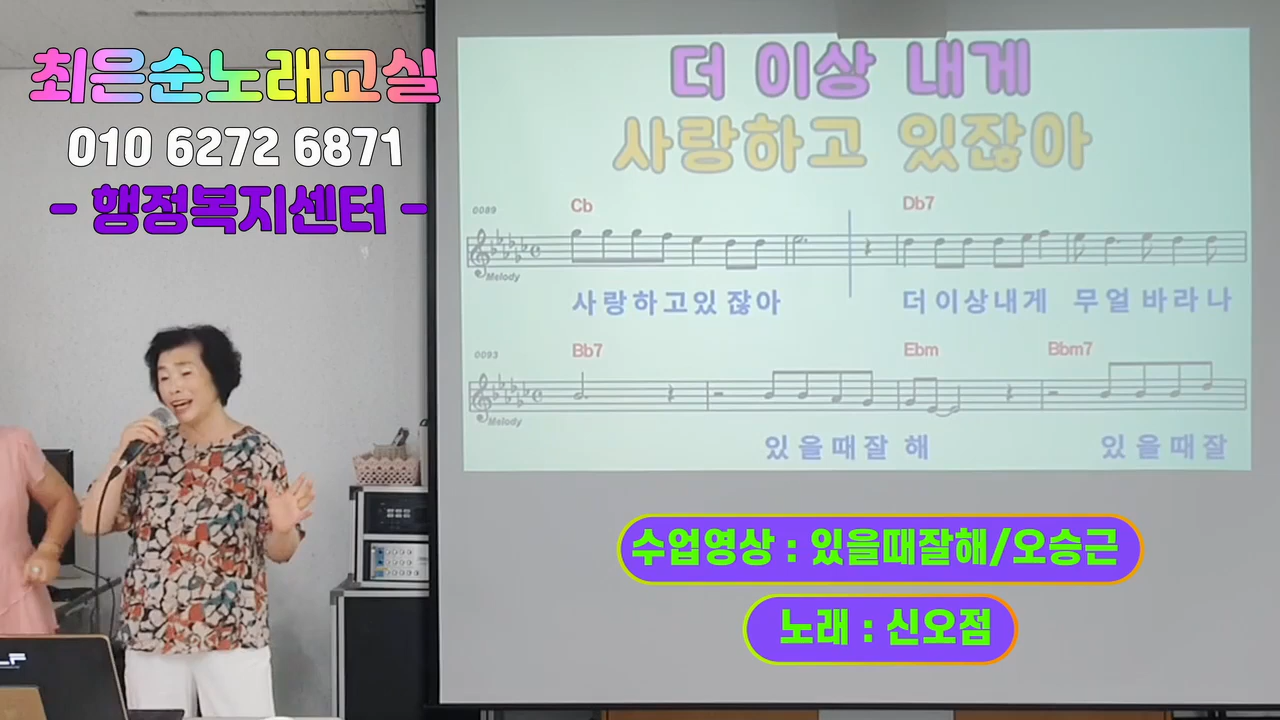 최은순노래교실
010 6272 6871
- 행정복지센터 -
더 이상 내게
사랑하고 있잖아
0089
Cb
Db7
Melody
사랑하고있 잖아 더 이상내게 무얼 바라 나
0093
Bb7
Ebm
Bbm7
Melody
있 을때잘 해 있 을때잘
수업영상 : 있을때잘해/오승근
노래 : 신오점